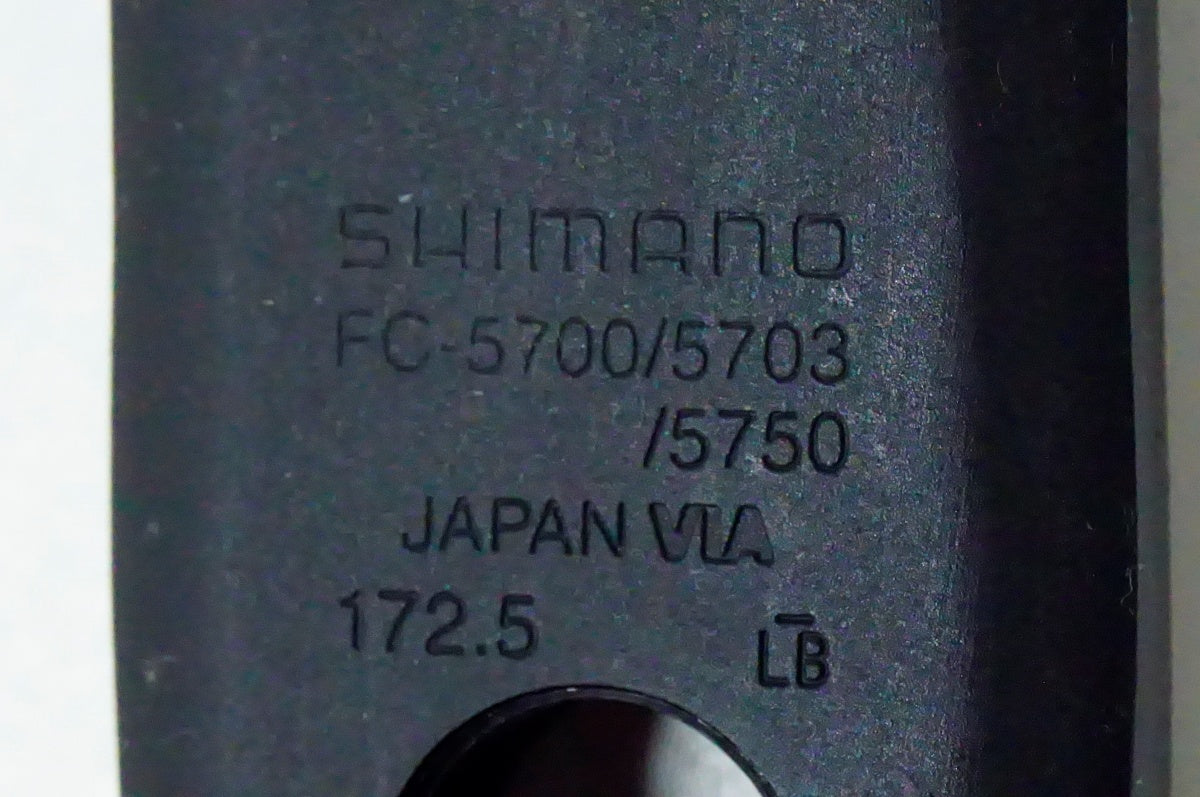 SHIMANO
FC-5700/5703
/5750
JAPAN VIA
172.5
LB